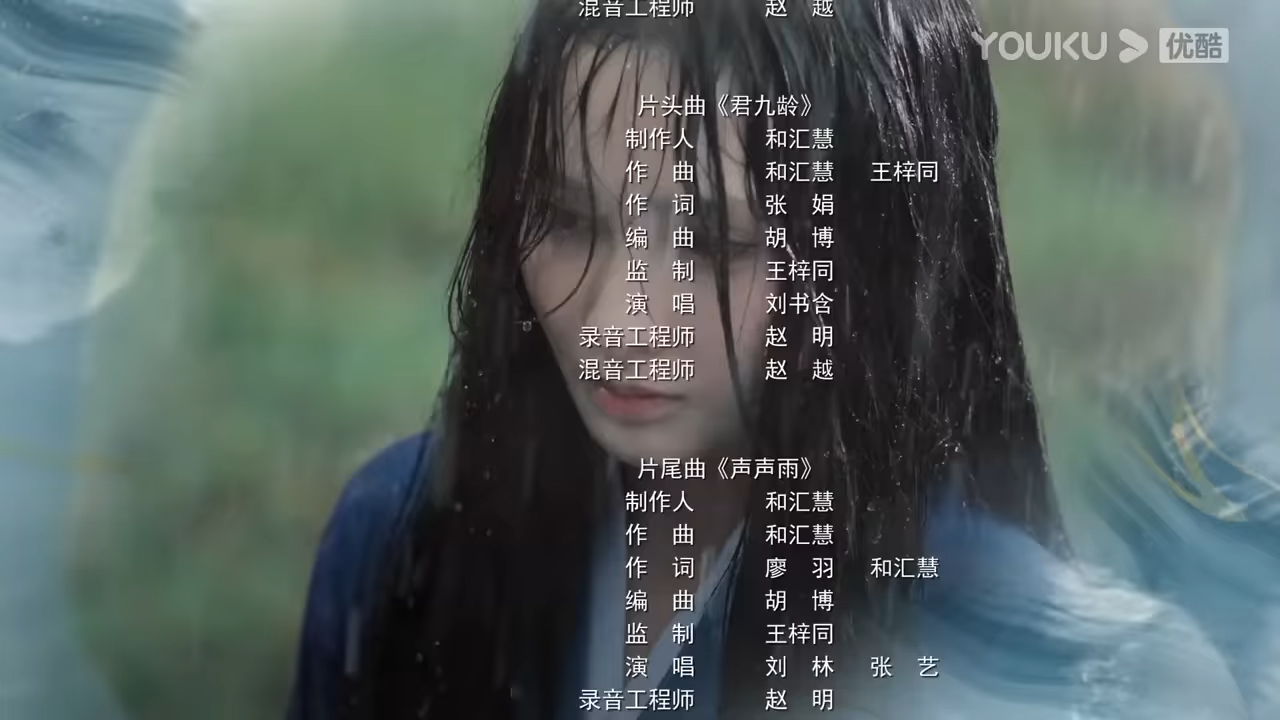 混音工程师 赵 越
YOUKU 优酷
片头曲《君九龄》
制作人 和汇慧
作 曲 和汇慧 王梓同
作 词 张 娟
编 曲 胡 博
监 制 王梓同
演 唱 刘书含
录音工程师 赵 明
混音工程师 赵 越
片尾曲《声声雨》
制作人 和汇慧
作 曲 和汇慧
作 词 廖 羽 和汇慧
编 曲 胡 博
监 制 王梓同
演 唱 刘 林 张 艺
录音工程师 赵 明